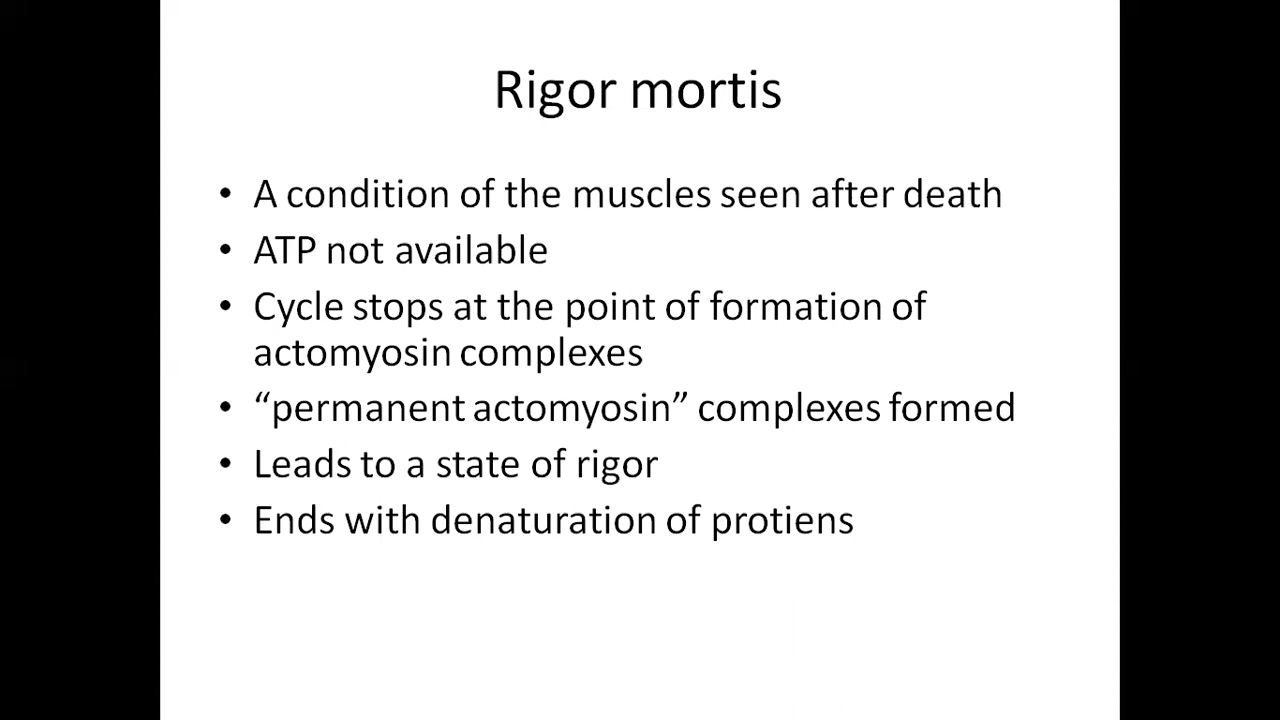 Rigor mortis
• A condition of the muscles seen after death
• ATP not available
• Cycle stops at the point of formation of
actomyosin complexes
• “permanent actomyosin” complexes formed
• Leads to a state of rigor
• Ends with denaturation of protiens